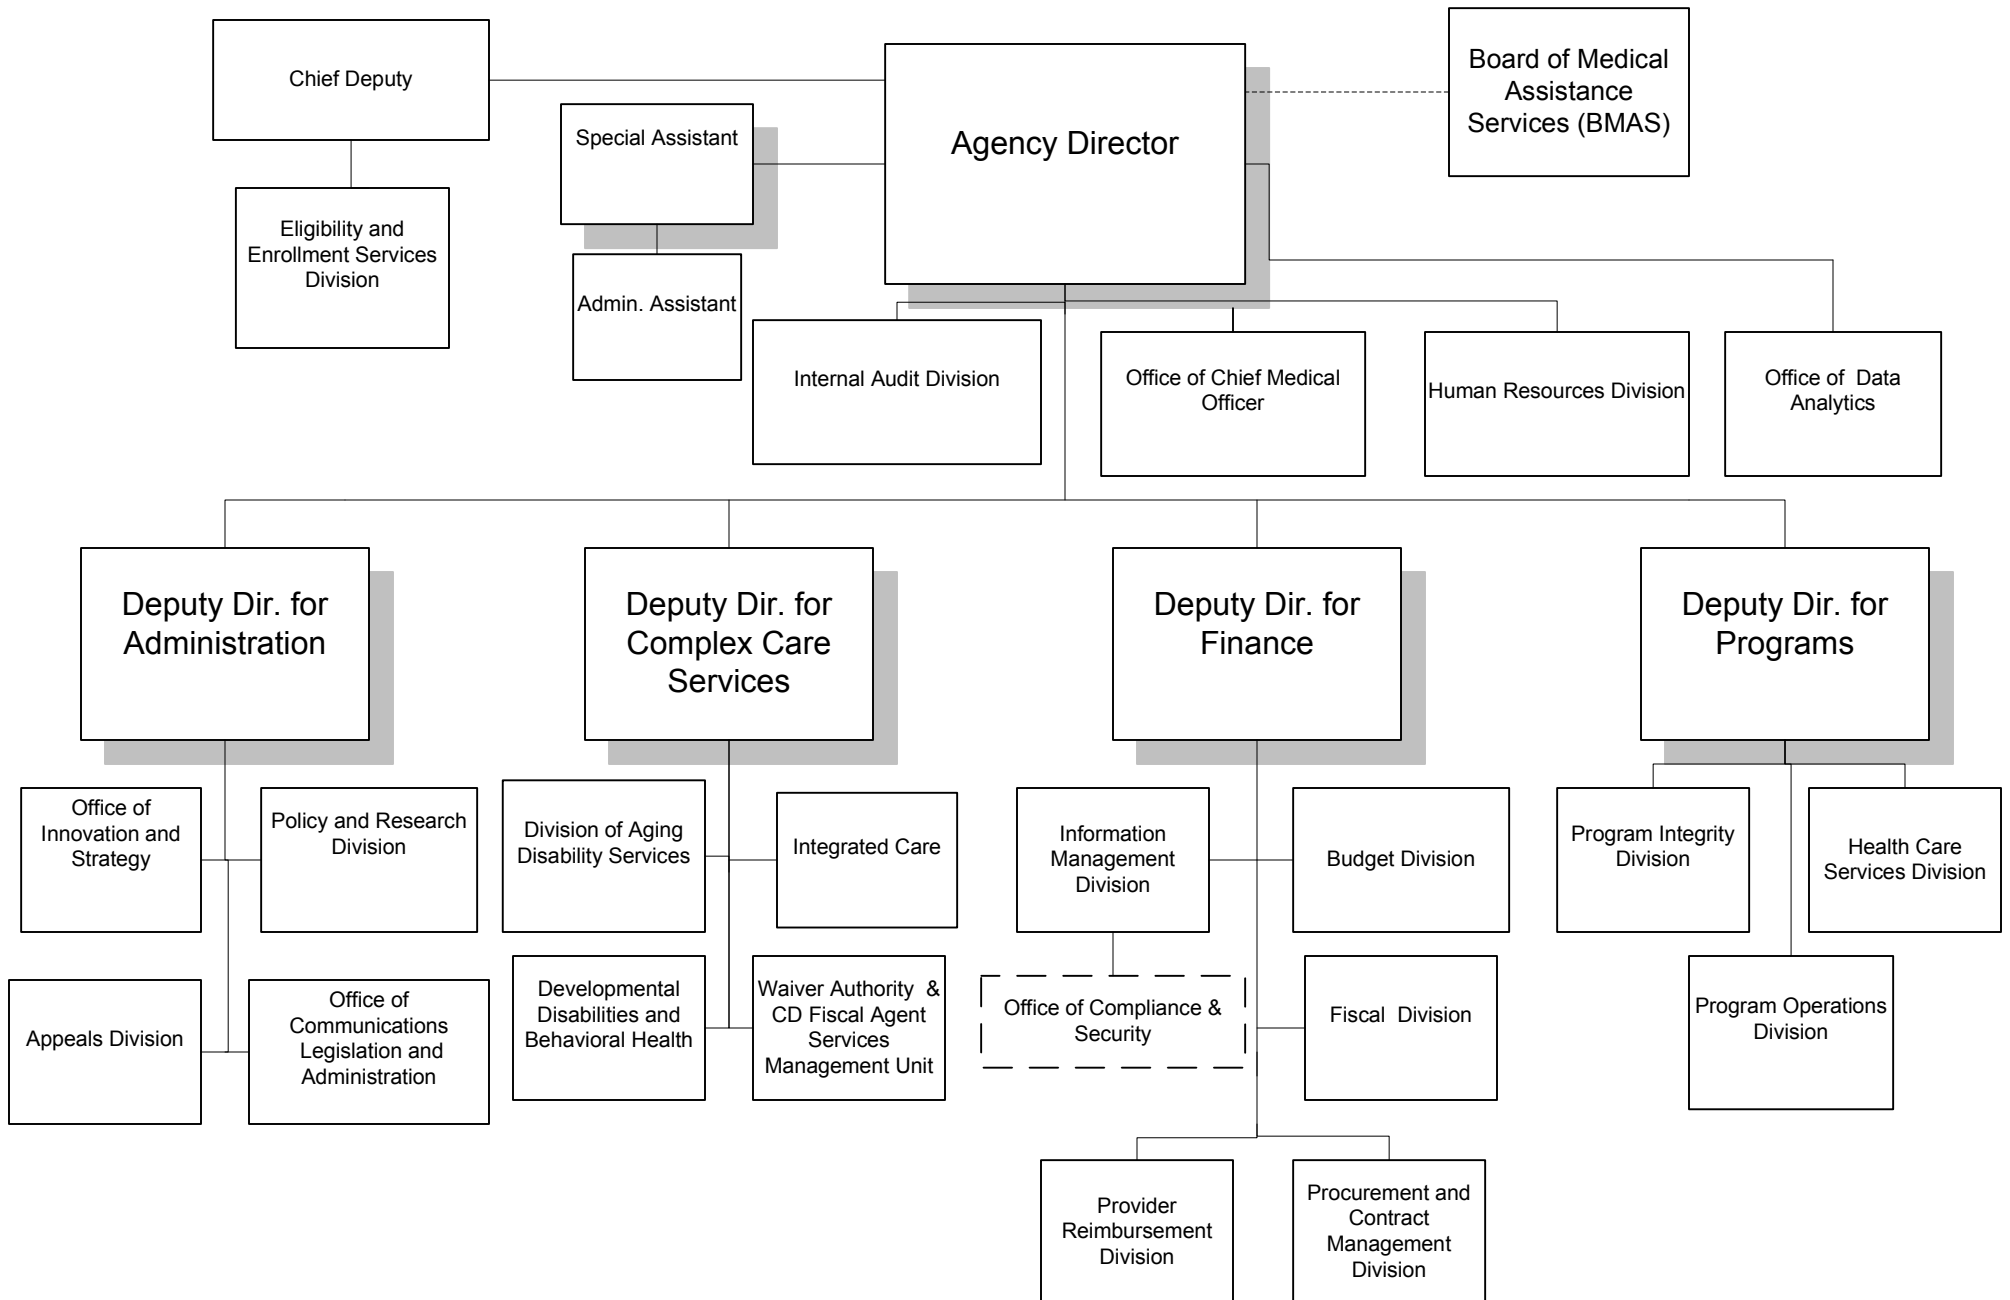 Chief Deputy
Agency Director
Board of Medical
Assistance
Services (BMAS)
Special Assistant
Eligibility and
Enrollment Services
Division
Admin. Assistant
Internal Audit Division
Office of Chief Medical
Officer
Human Resources Division
Office of  Data
Analytics
Deputy Dir. for
Administration
Deputy Dir. for
Complex Care
Services
Deputy Dir. for
Finance
Deputy Dir. for
Programs
Office of
Innovation and
Strategy
Policy and Research
Division
Appeals Division
Office of
Communications
Legislation and
Administration
Division of Aging
Disability Services
Integrated Care
Developmental
Disabilities and
Behavioral Health
Waiver Authority  &
CD Fiscal Agent
Services
Management Unit
Information
Management
Division
Budget Division
Office of Compliance &
Security
Fiscal  Division
Provider
Reimbursement
Division
Procurement and
Contract
Management
Division
Program Integrity
Division
Health Care
Services Division
Program Operations
Division